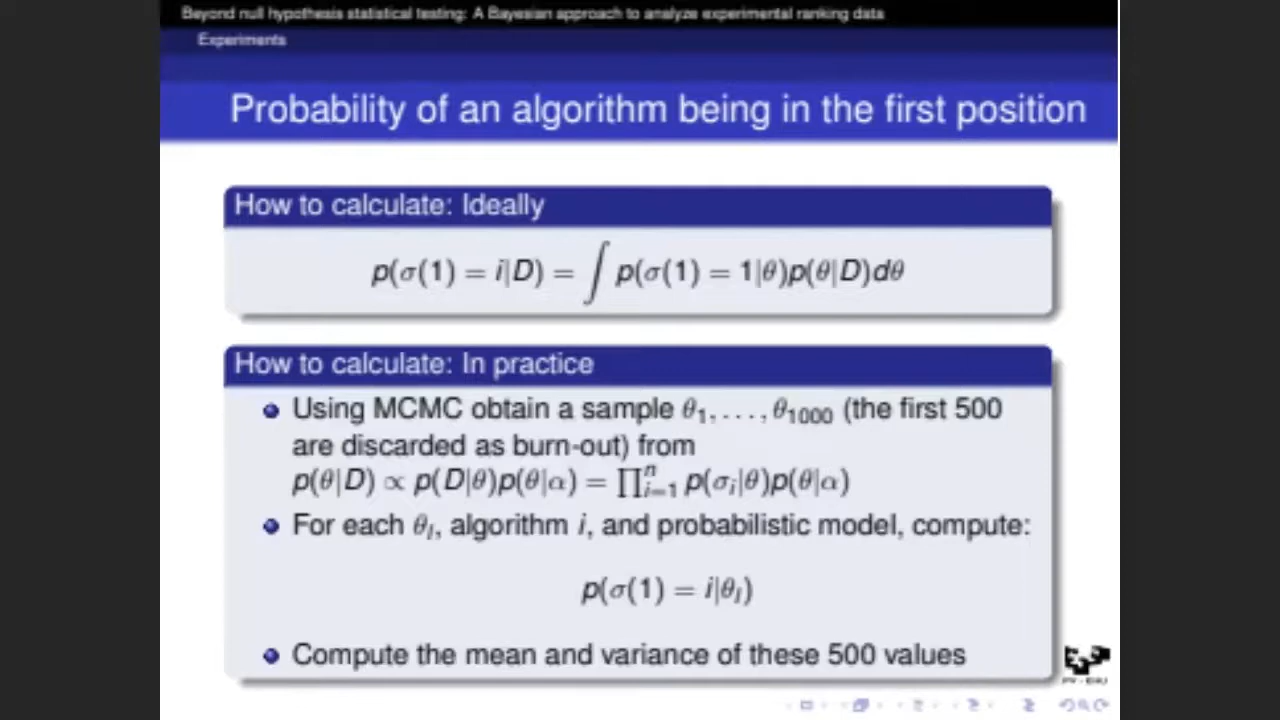 Beyond null hypothesis statistical testing: A Bayesian approach to analyze experimental ranking data
Experiments
Probability of an algorithm being in the first position
How to calculate: Ideally
p(σ(1) = i|D) = ∫ p(σ(1) = 1|θ)p(θ|D)dθ
How to calculate: In practice
Using MCMC obtain a sample θ₁, . . . , θ₁₀₀₀ (the first 500
are discarded as burn-out) from
p(θ|D) ∝ p(D|θ)p(θ|α) = ∏ⁿᵢ₌₁ p(σᵢ|θ)p(θ|α)
For each θₗ, algorithm i, and probabilistic model, compute:
p(σ(1) = i|θₗ)
Compute the mean and variance of these 500 values